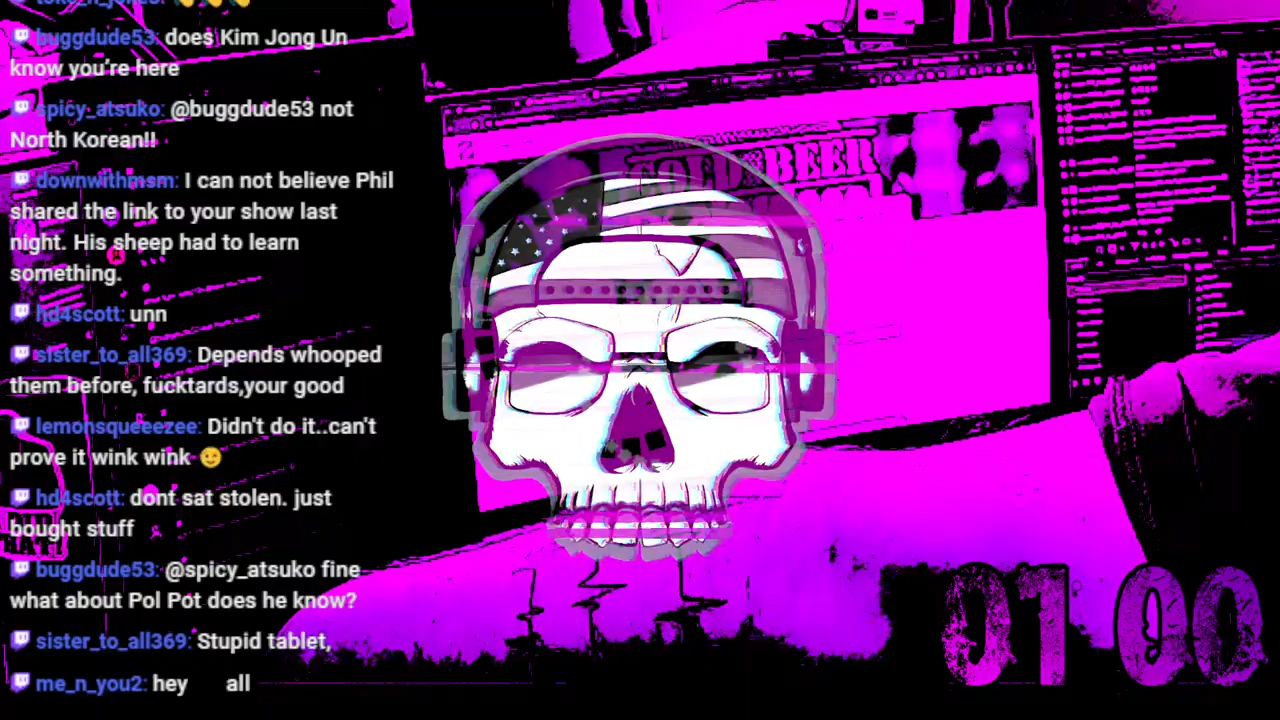 buggdude53: does Kim Jong Un
know you're here
spicy_atsuko: @buggdude53 not
North Korean!!
downwithmsm: I can not believe Phil
shared the link to your show last
night. His sheep had to learn
something.
hd4scott: unn
sister_to_all369: Depends whooped
them before, fucktards,your good
lemonsqueeezee: Didn't do it..can't
prove it wink wink 😉
hd4scott: dont sat stolen. just
bought stuff
buggdude53: @spicy_atsuko fine
what about Pol Pot does he know?
sister_to_all369: Stupid tablet,
me_n_you2: hey all
BEER
01 00